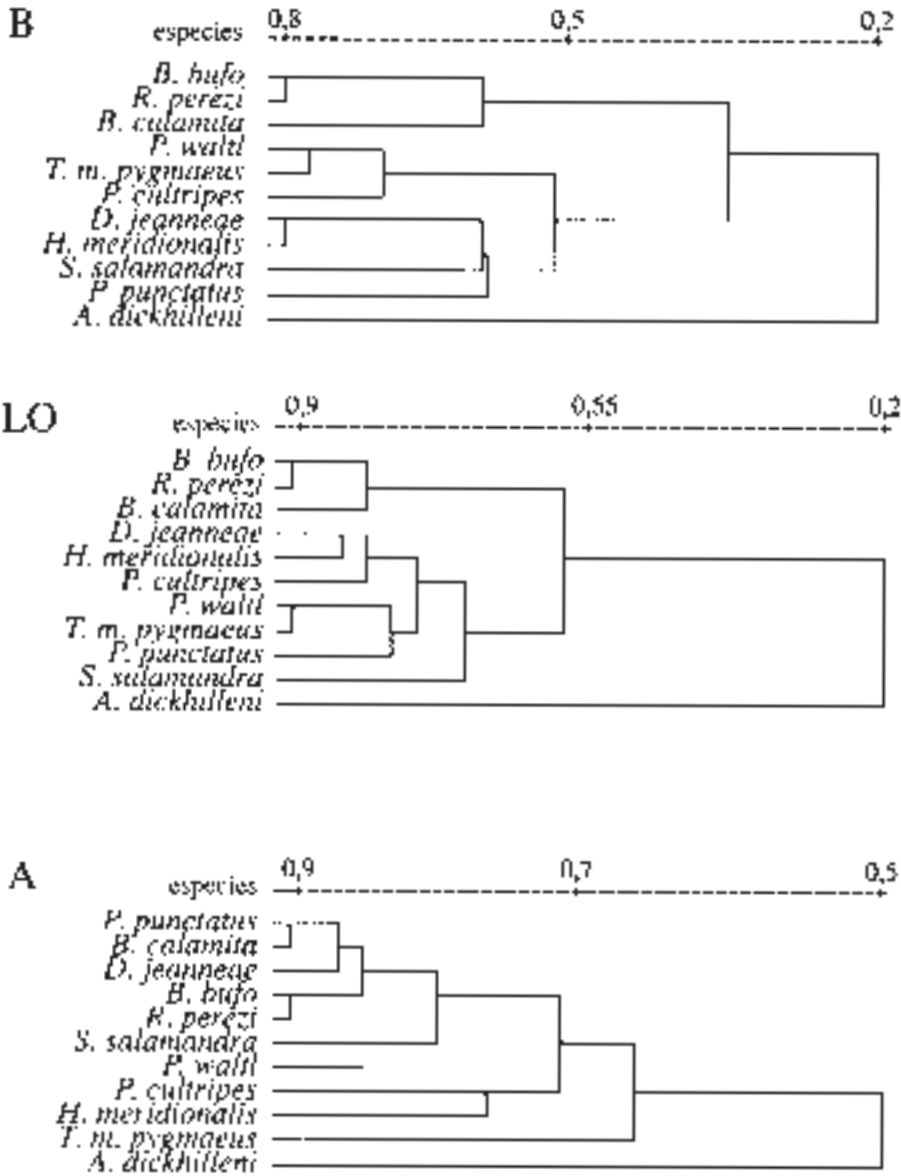 B
0,8 0,5 0,2
especies
B. bufo
R. perezi
B. calamita
P. waltl
T. m. pygmaeus
P. cultripes
D. jeanneae
H. meridionalis
S. salamandra
P. punctatus
A. dickhilleni
LO
0,9 0,55 0,2
especies
B. bufo
R. perezi
B. calamita
D. jeanneae
H. meridionalis
P. cultripes
P. waltl
T. m. pygmaeus
P. punctatus
S. salamandra
A. dickhilleni
A
0,9 0,7 0,5
especies
P. punctatus
B. calamita
D. jeanneae
B. bufo
R. perezi
S. salamandra
P. waltl
P. cultripes
H. meridionalis
T. m. pygmaeus
A. dickhilleni